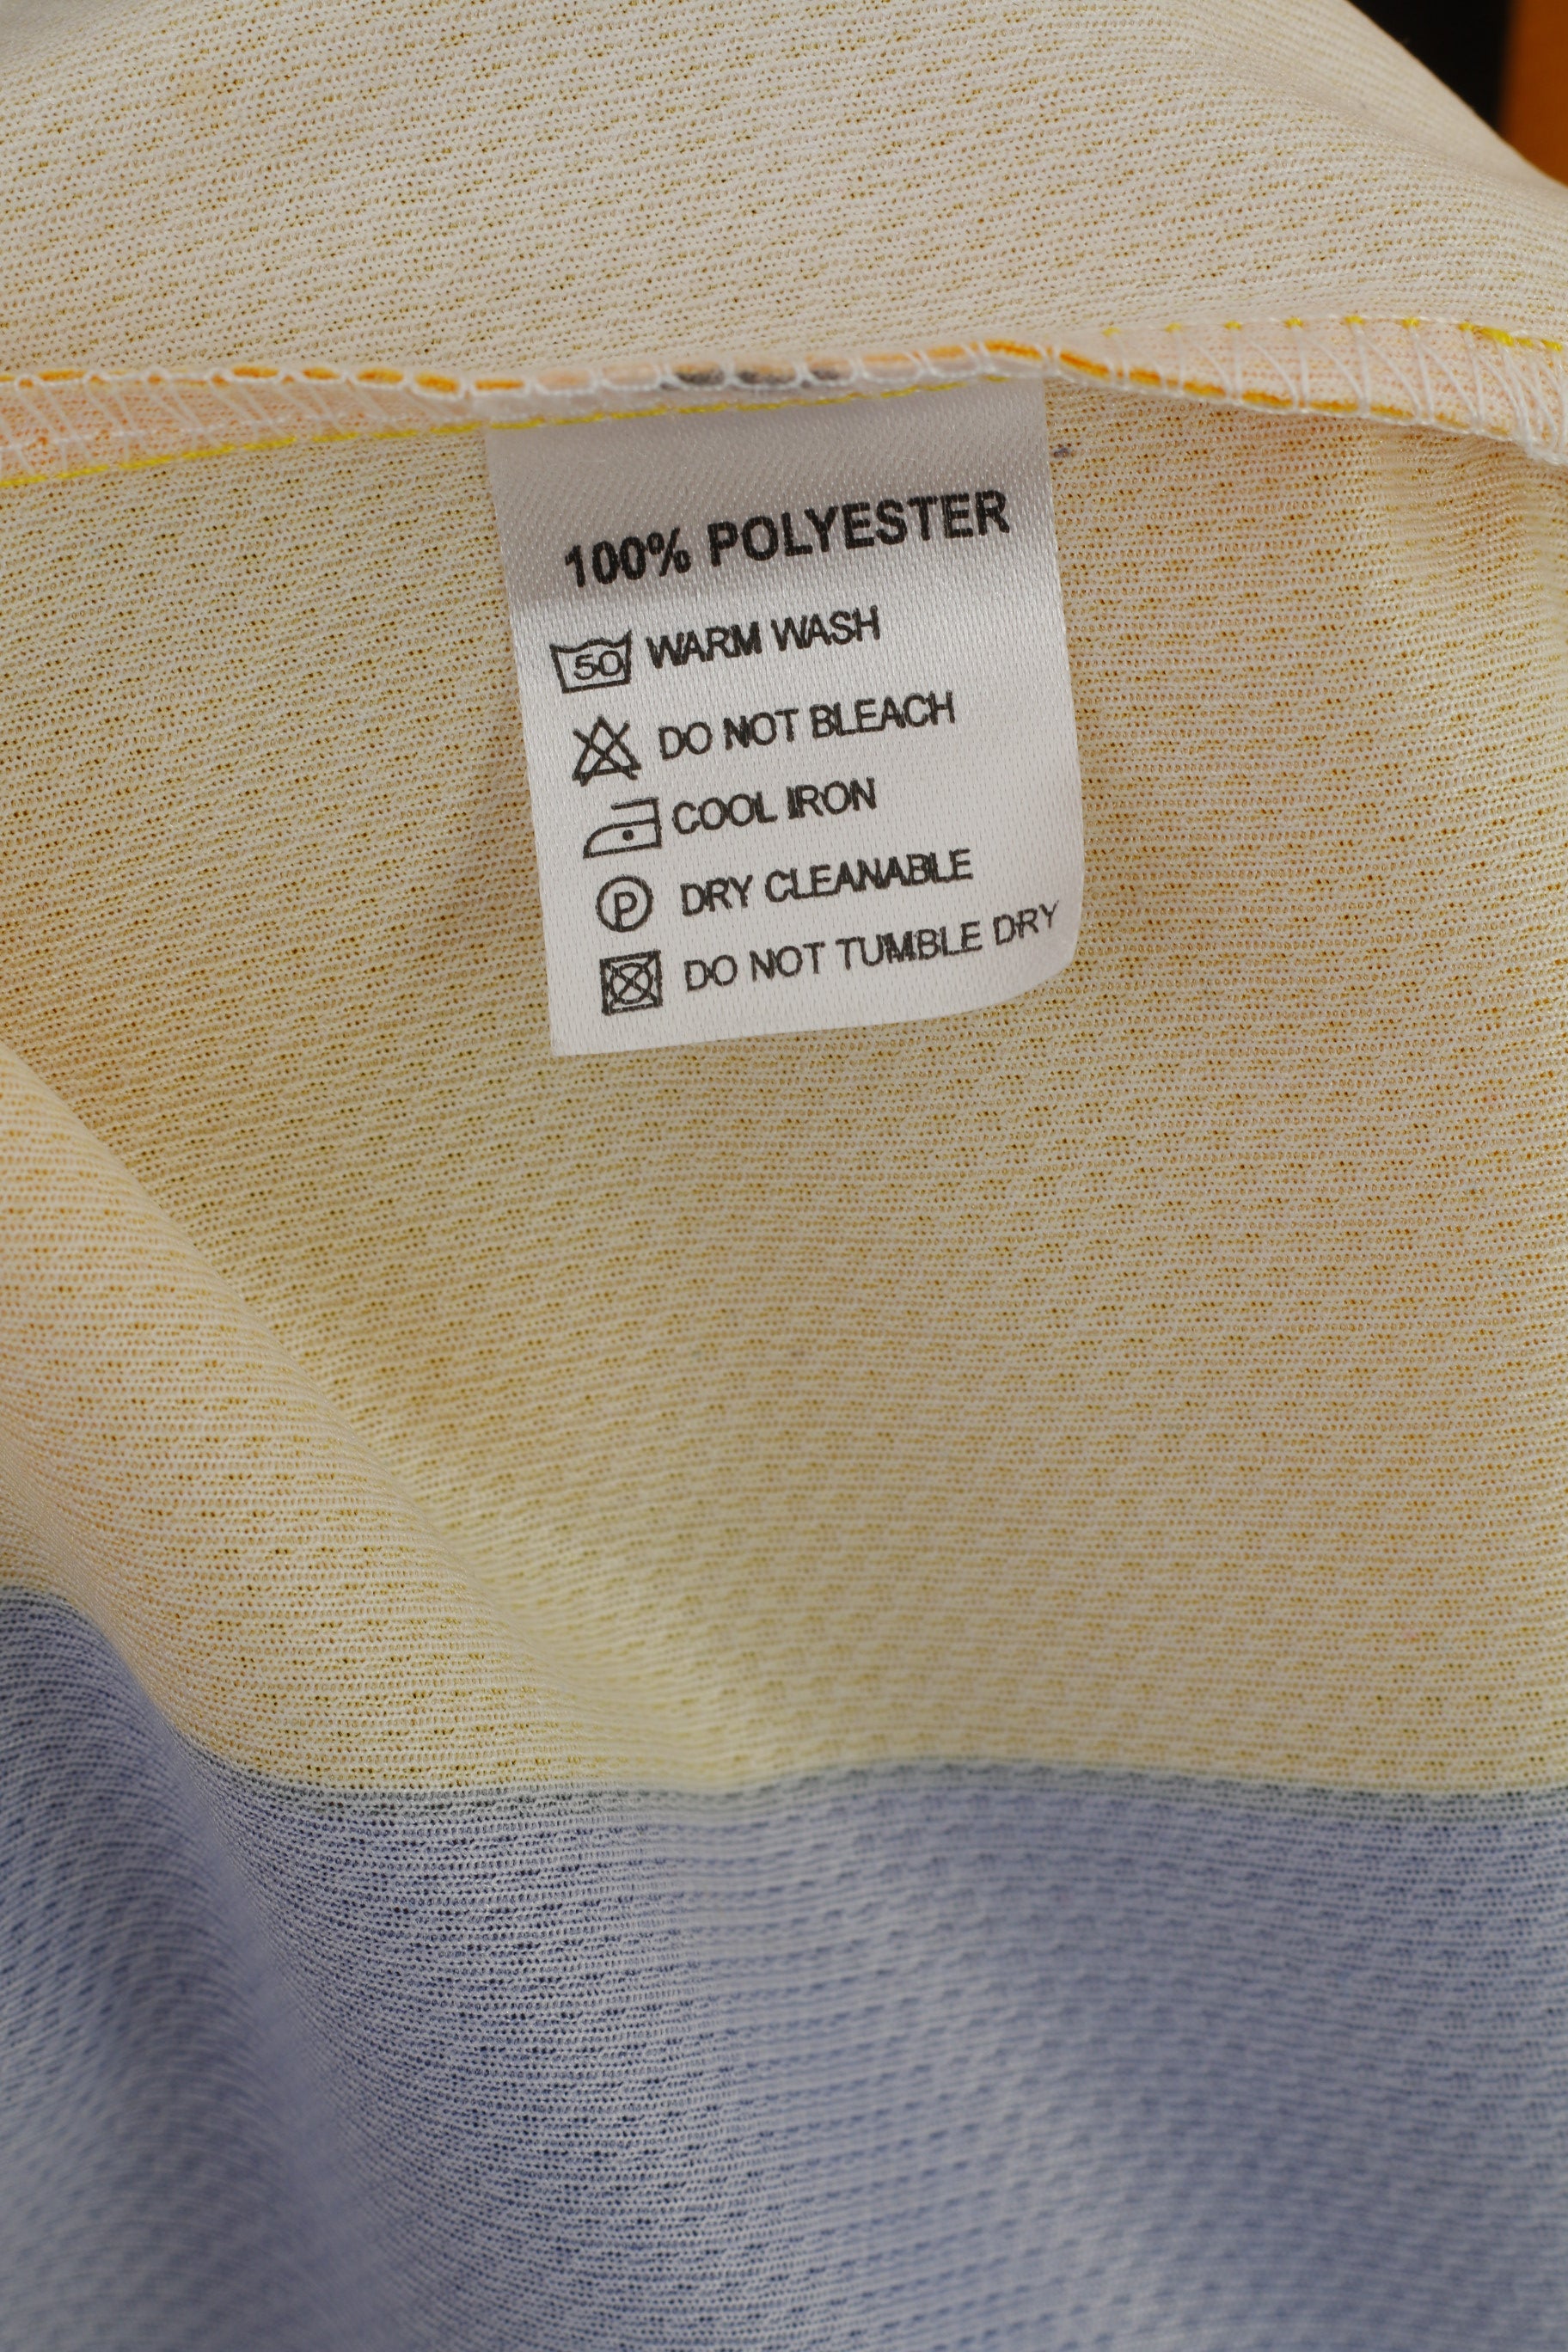 100% POLYESTER
50 WARM WASH
DO NOT BLEACH
COOL IRON
P DRY CLEANABLE
DO NOT TUMBLE DRY